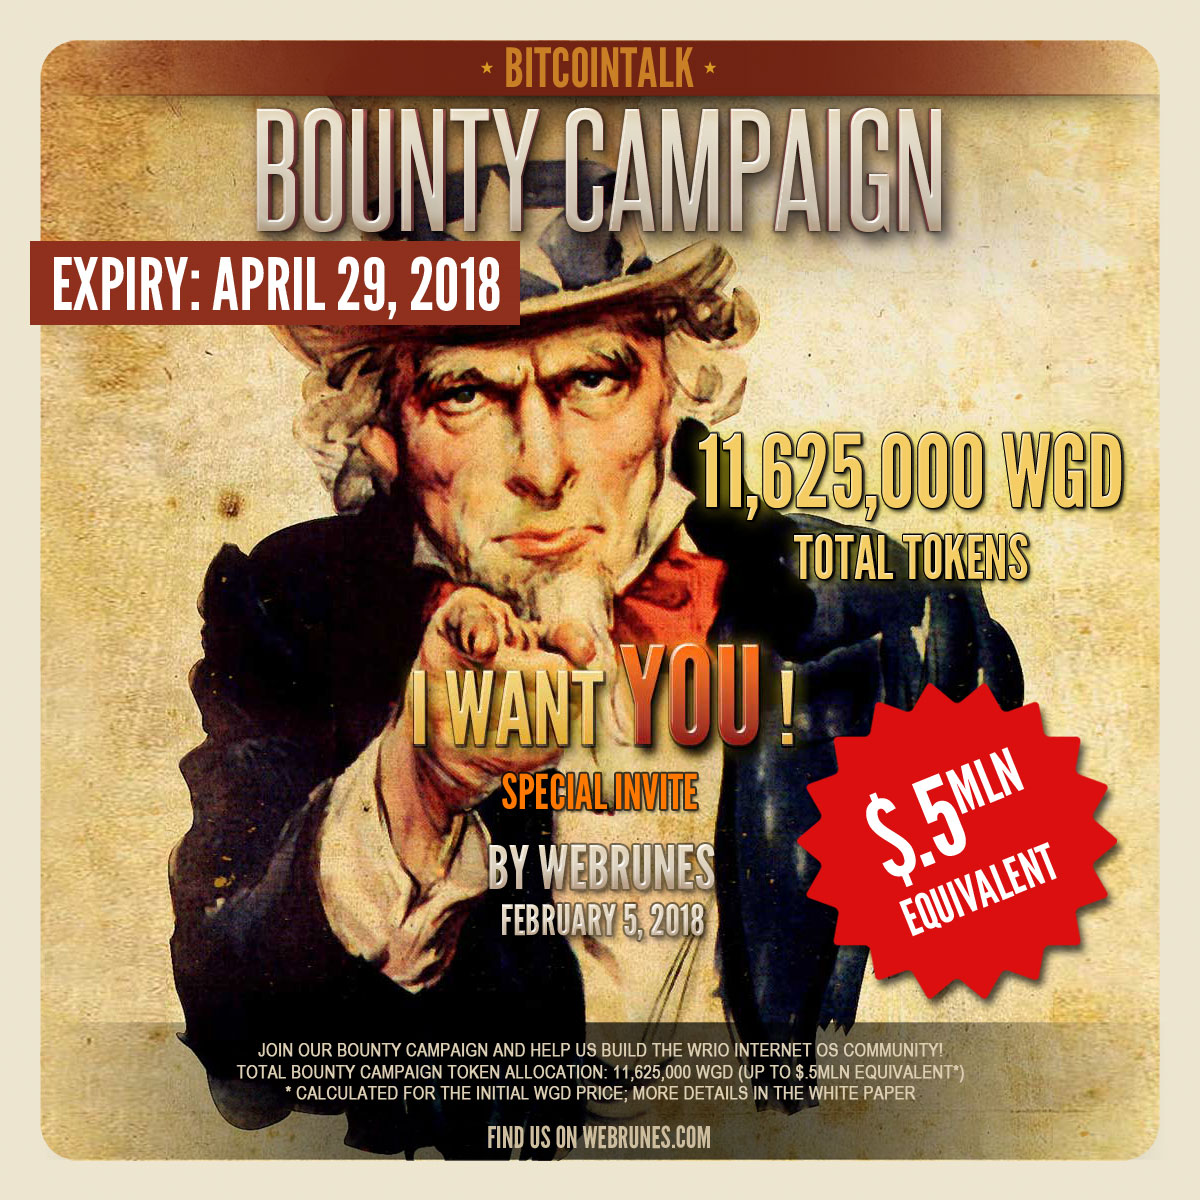 ★ BITCOINTALK ★
BOUNTY CAMPAIGN
EXPIRY: APRIL 29, 2018
11,625,000 WGD
TOTAL TOKENS
I WANT YOU !
SPECIAL INVITE
BY WEBRUNES
FEBRUARY 5, 2018
$.5MLN
EQUIVALENT
JOIN OUR BOUNTY CAMPAIGN AND HELP US BUILD THE WRIO INTERNET OS COMMUNITY!
TOTAL BOUNTY CAMPAIGN TOKEN ALLOCATION: 11,625,000 WGD (UP TO $.5MLN EQUIVALENT*)
* CALCULATED FOR THE INITIAL WGD PRICE; MORE DETAILS IN THE WHITE PAPER
FIND US ON WEBRUNES.COM